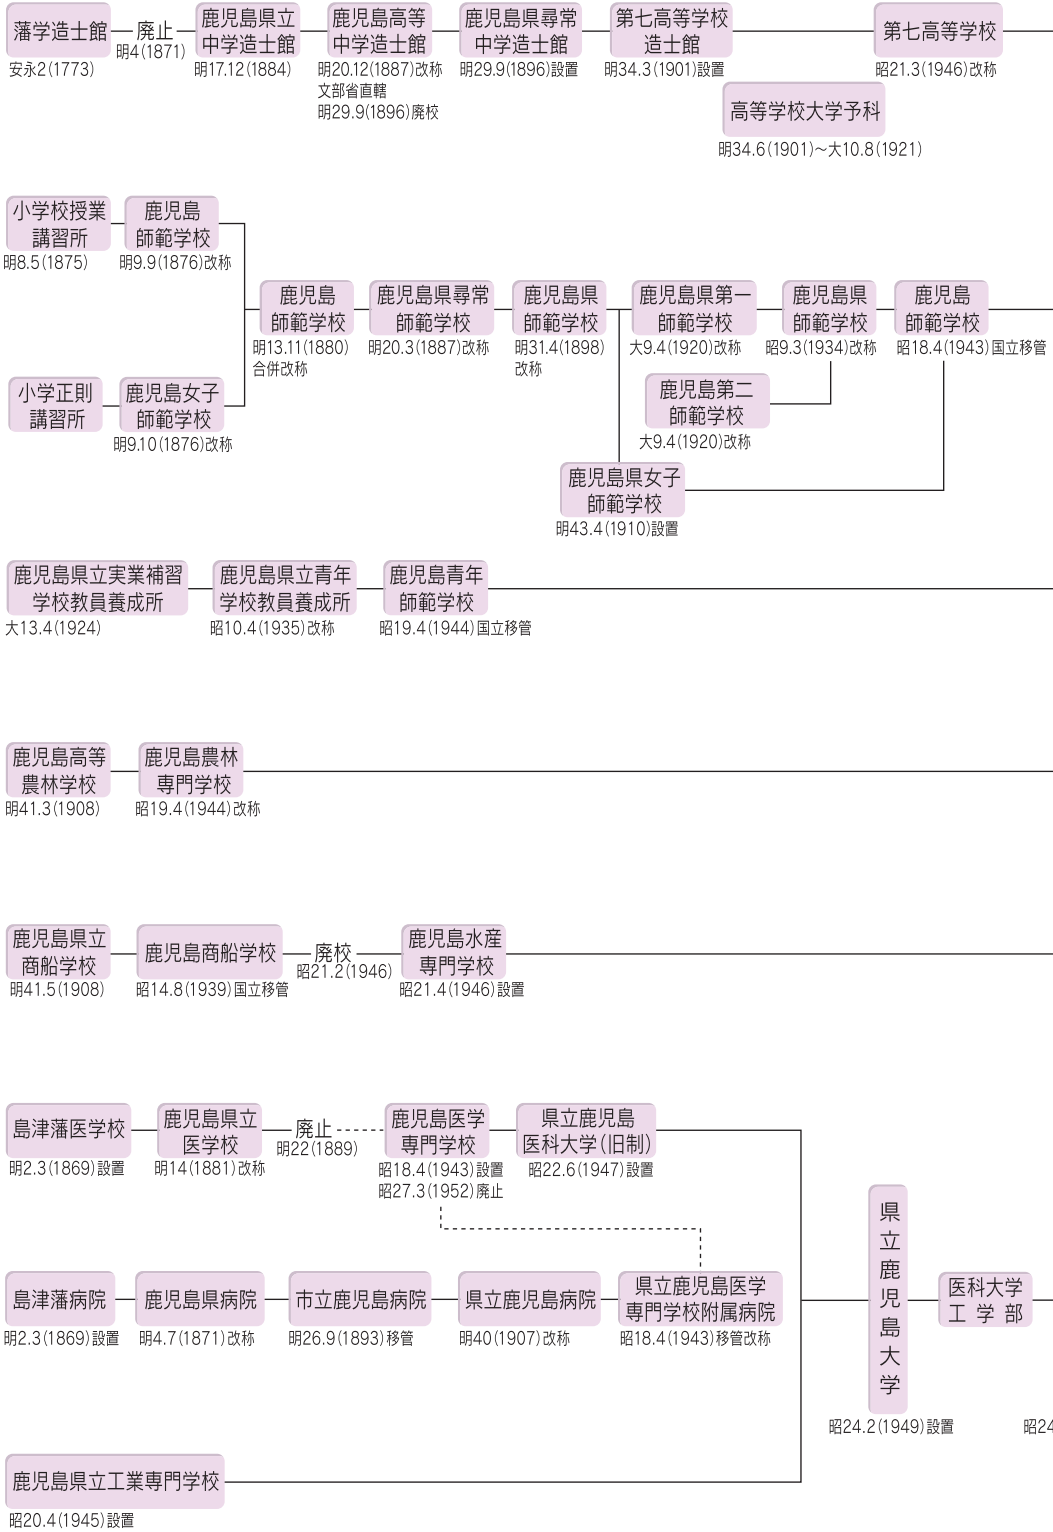 藩学造士館
安永2(1773)
廃止
明4(1871)
鹿児島県立
中学造士館
明17.12(1884)
鹿児島高等
中学造士館
明20.12(1887)改称
文部省直轄
明29.9(1896)廃校
鹿児島県尋常
中学造士館
明29.9(1896)設置
第七高等学校
造士館
明34.3(1901)設置
第七高等学校
昭21.3(1946)改称
高等学校大学予科
明34.6(1901)～大10.8(1921)
小学校授業
講習所
明8.5(1875)
鹿児島
師範学校
明9.9(1876)改称
鹿児島
師範学校
明13.11(1880)
合併改称
鹿児島県尋常
師範学校
明20.3(1887)改称
鹿児島県
師範学校
明31.4(1898)
改称
鹿児島県第一
師範学校
大9.4(1920)改称
鹿児島県
師範学校
昭9.3(1934)改称
鹿児島
師範学校
昭18.4(1943)国立移管
小学正則
講習所
鹿児島女子
師範学校
明9.10(1876)改称
鹿児島第二
師範学校
大9.4(1920)改称
鹿児島県女子
師範学校
明43.4(1910)設置
鹿児島県立実業補習
学校教員養成所
大13.4(1924)
鹿児島県立青年
学校教員養成所
昭10.4(1935)改称
鹿児島青年
師範学校
昭19.4(1944)国立移管
鹿児島高等
農林学校
明41.3(1908)
鹿児島農林
専門学校
昭19.4(1944)改称
鹿児島県立
商船学校
明41.5(1908)
鹿児島商船学校
昭14.8(1939)国立移管
廃校
昭21.2(1946)
鹿児島水産
専門学校
昭21.4(1946)設置
島津藩医学校
明2.3(1869)設置
鹿児島県立
医学校
明14(1881)改称
廃止
明22(1889)
鹿児島医学
専門学校
昭18.4(1943)設置
昭27.3(1952)廃止
県立鹿児島
医科大学(旧制)
昭22.6(1947)設置
島津藩病院
明2.3(1869)設置
鹿児島県病院
明4.7(1871)改称
市立鹿児島病院
明26.9(1893)移管
県立鹿児島病院
明40(1907)改称
県立鹿児島医学
専門学校附属病院
昭18.4(1943)移管改称
県立鹿児島大学
昭24.2(1949)設置
医科大学
工学部
昭24
鹿児島県立工業専門学校
昭20.4(1945)設置